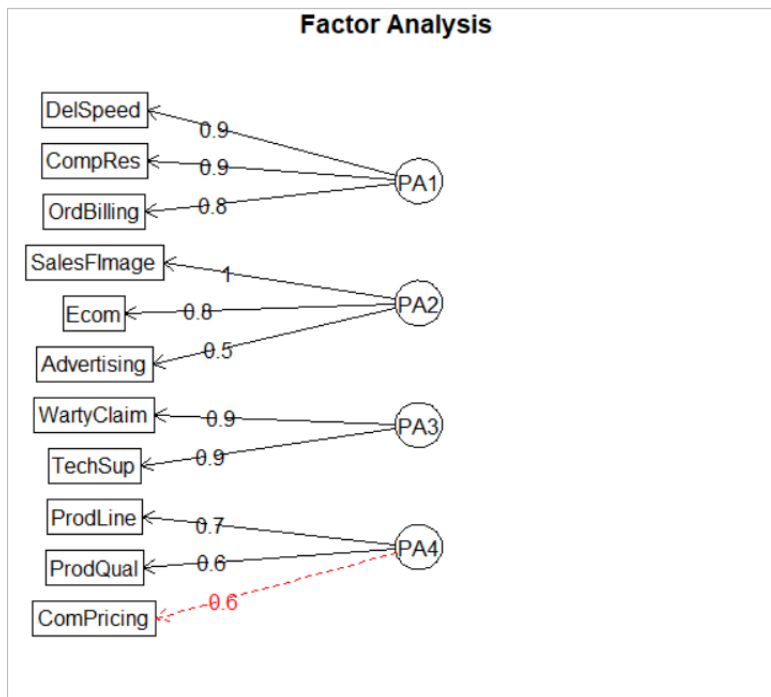 Factor Analysis
DelSpeed
0.9
CompRes
0.9
PA1
OrdBilling
0.8
SalesFImage
1
PA2
Ecom
0.8
Advertising
0.5
WartyClaim
0.9
PA3
TechSup
0.9
ProdLine
0.7
PA4
ProdQual
0.6
ComPricing
0.6